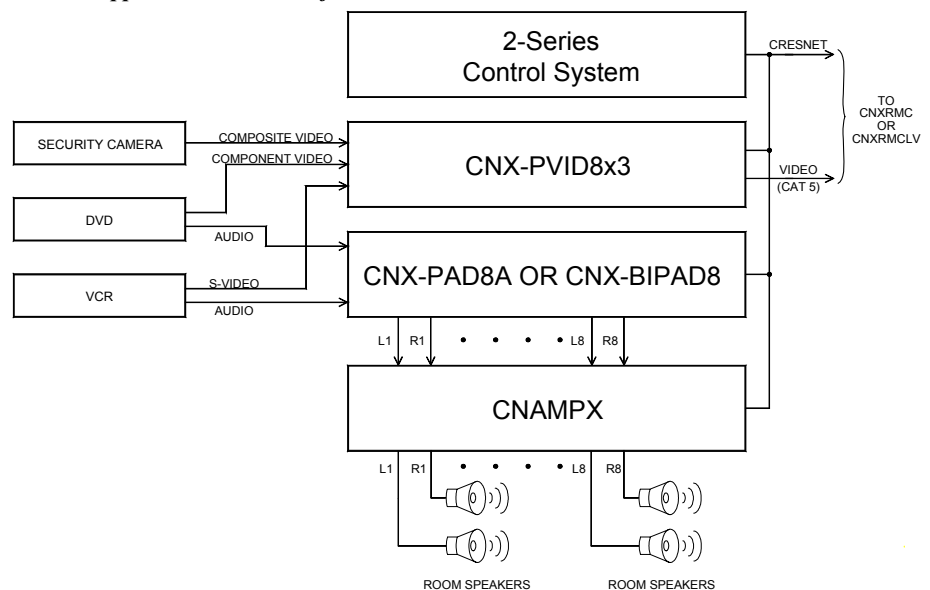 2-Series
Control System
CRESNET
TO
CNXRMC
OR
CNXRMCLV
SECURITY CAMERA
COMPOSITE VIDEO
COMPONENT VIDEO
CNX-PVID8x3
VIDEO
(CAT 5)
DVD
AUDIO
S-VIDEO
VCR
AUDIO
CNX-PAD8A OR CNX-BIPAD8
L1 R1 • • • • L8 R8
CNAMPX
L1 R1 • • • • L8 R8
ROOM SPEAKERS
ROOM SPEAKERS